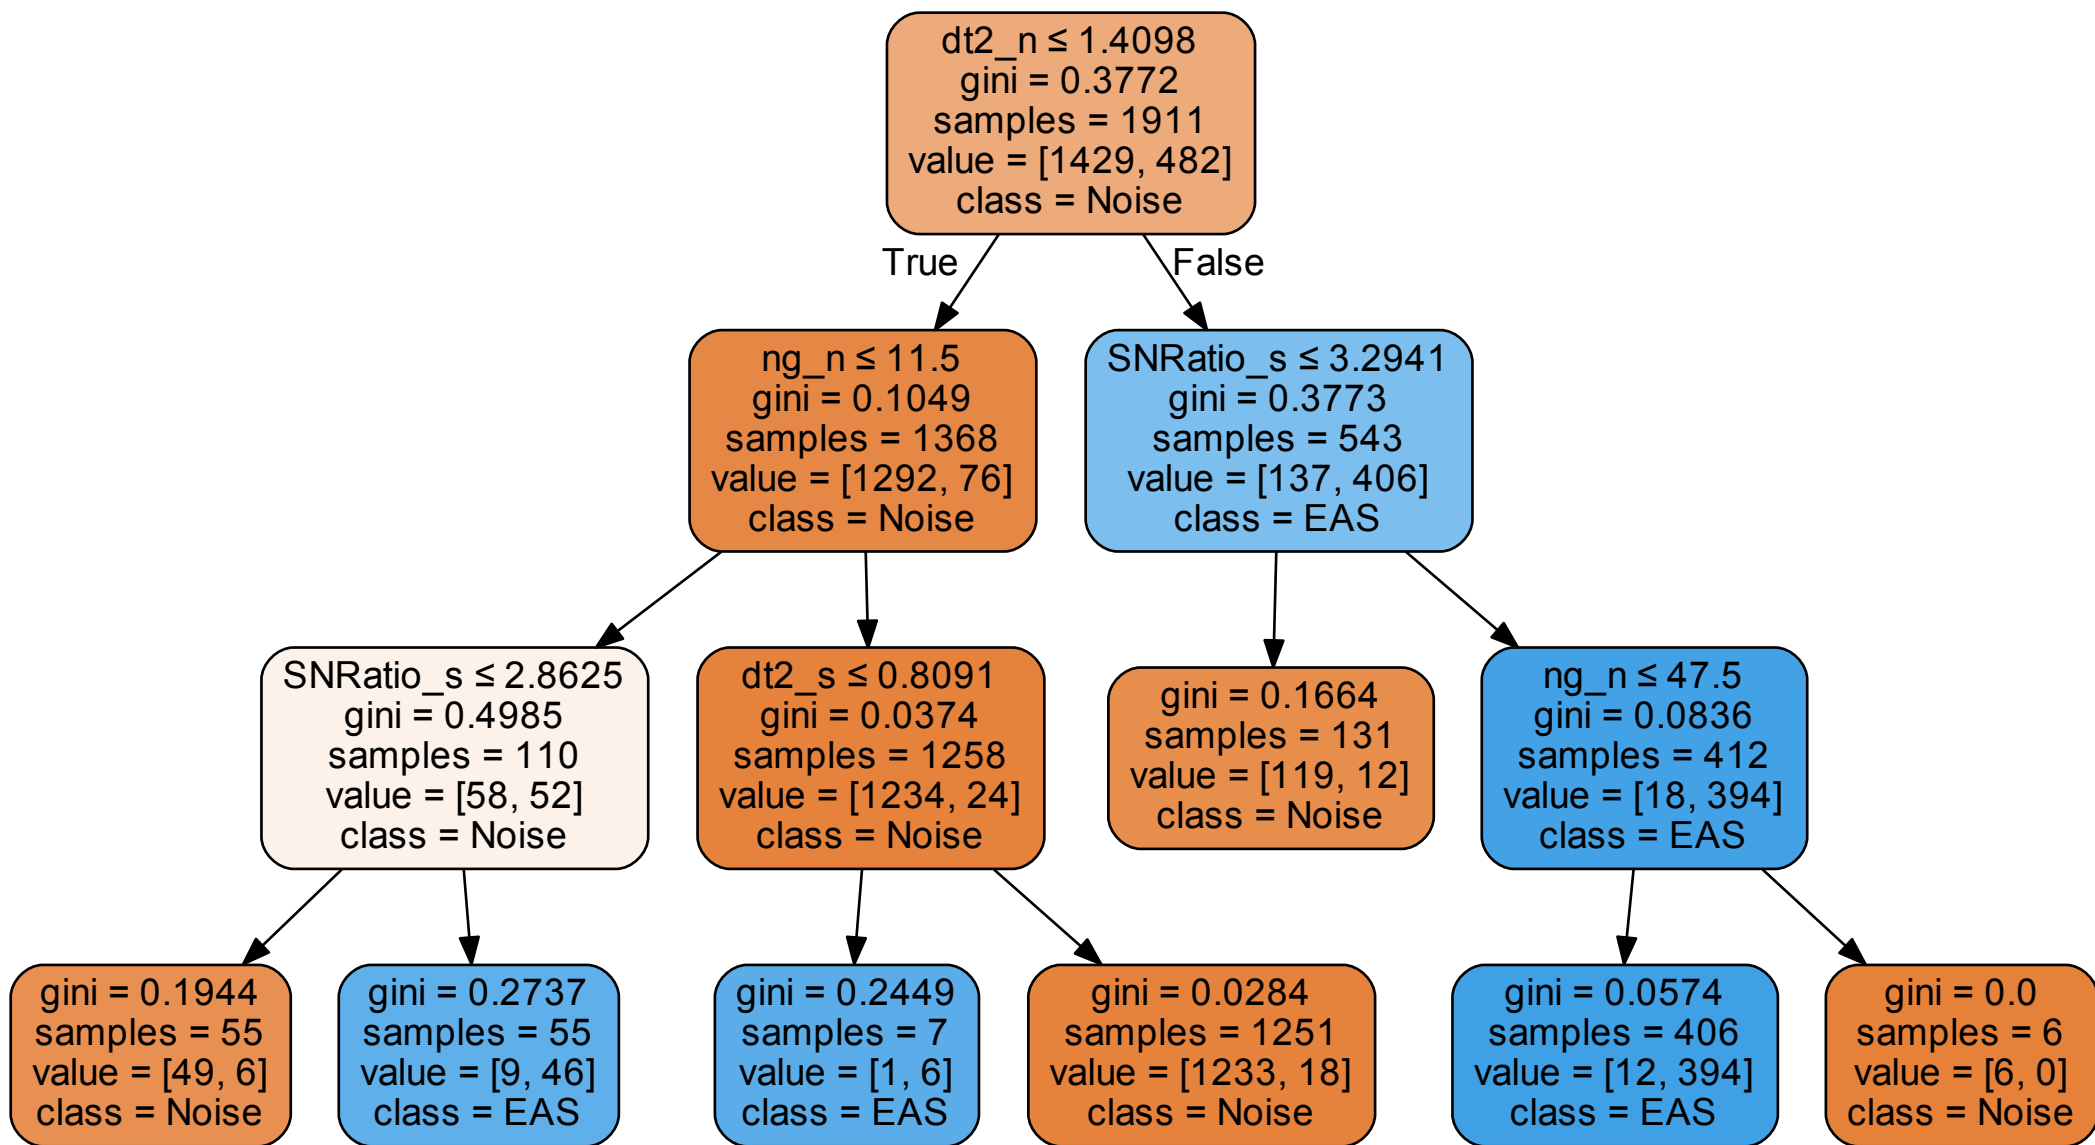 dt2_n ≤ 1.4098
gini = 0.3772
samples = 1911
value = [1429, 482]
class = Noise
True
False
ng_n ≤ 11.5
gini = 0.1049
samples = 1368
value = [1292, 76]
class = Noise
SNRatio_s ≤ 3.2941
gini = 0.3773
samples = 543
value = [137, 406]
class = EAS
SNRatio_s ≤ 2.8625
gini = 0.4985
samples = 110
value = [58, 52]
class = Noise
dt2_s ≤ 0.8091
gini = 0.0374
samples = 1258
value = [1234, 24]
class = Noise
gini = 0.1664
samples = 131
value = [119, 12]
class = Noise
ng_n ≤ 47.5
gini = 0.0836
samples = 412
value = [18, 394]
class = EAS
gini = 0.1944
samples = 55
value = [49, 6]
class = Noise
gini = 0.2737
samples = 55
value = [9, 46]
class = EAS
gini = 0.2449
samples = 7
value = [1, 6]
class = EAS
gini = 0.0284
samples = 1251
value = [1233, 18]
class = Noise
gini = 0.0574
samples = 406
value = [12, 394]
class = EAS
gini = 0.0
samples = 6
value = [6, 0]
class = Noise